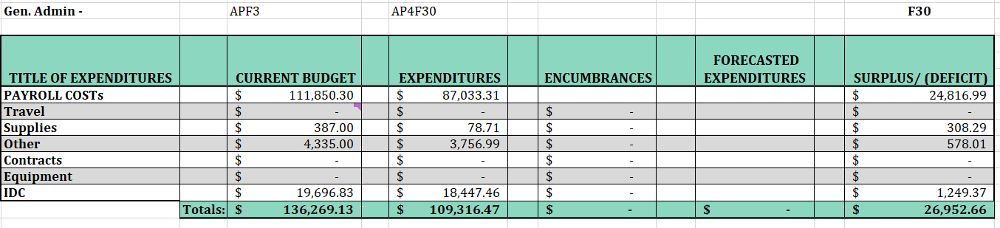 Gen. Admin - APF3 AP4F30 F30
FORECASTED
TITLE OF EXPENDITURES CURRENT BUDGET EXPENDITURES ENCUMBRANCES EXPENDITURES SURPLUS/ (DEFICIT)
PAYROLL COSTs $ 111,850.30 $ 87,033.31 $ 24,816.99
Travel $ - $ - $ - $ -
Supplies $ 387.00 $ 78.71 $ - $ 308.29
Other $ 4,335.00 $ 3,756.99 $ - $ 578.01
Contracts $ - $ - $ - $ -
Equipment $ - $ - $ - $ -
IDC $ 19,696.83 $ 18,447.46 $ - $ 1,249.37
Totals: $ 136,269.13 $ 109,316.47 $ - $ - $ 26,952.66